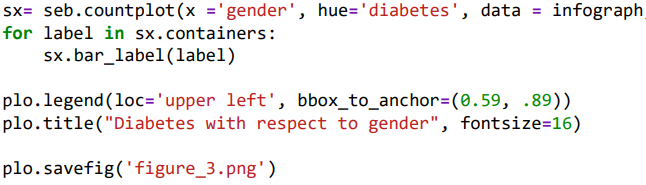 sx= seb.countplot(x ='gender', hue='diabetes', data = infograph,
for label in sx.containers:
    sx.bar_label(label)
plo.legend(loc='upper left', bbox_to_anchor=(0.59, .89))
plo.title("Diabetes with respect to gender", fontsize=16)
plo.savefig('figure_3.png')